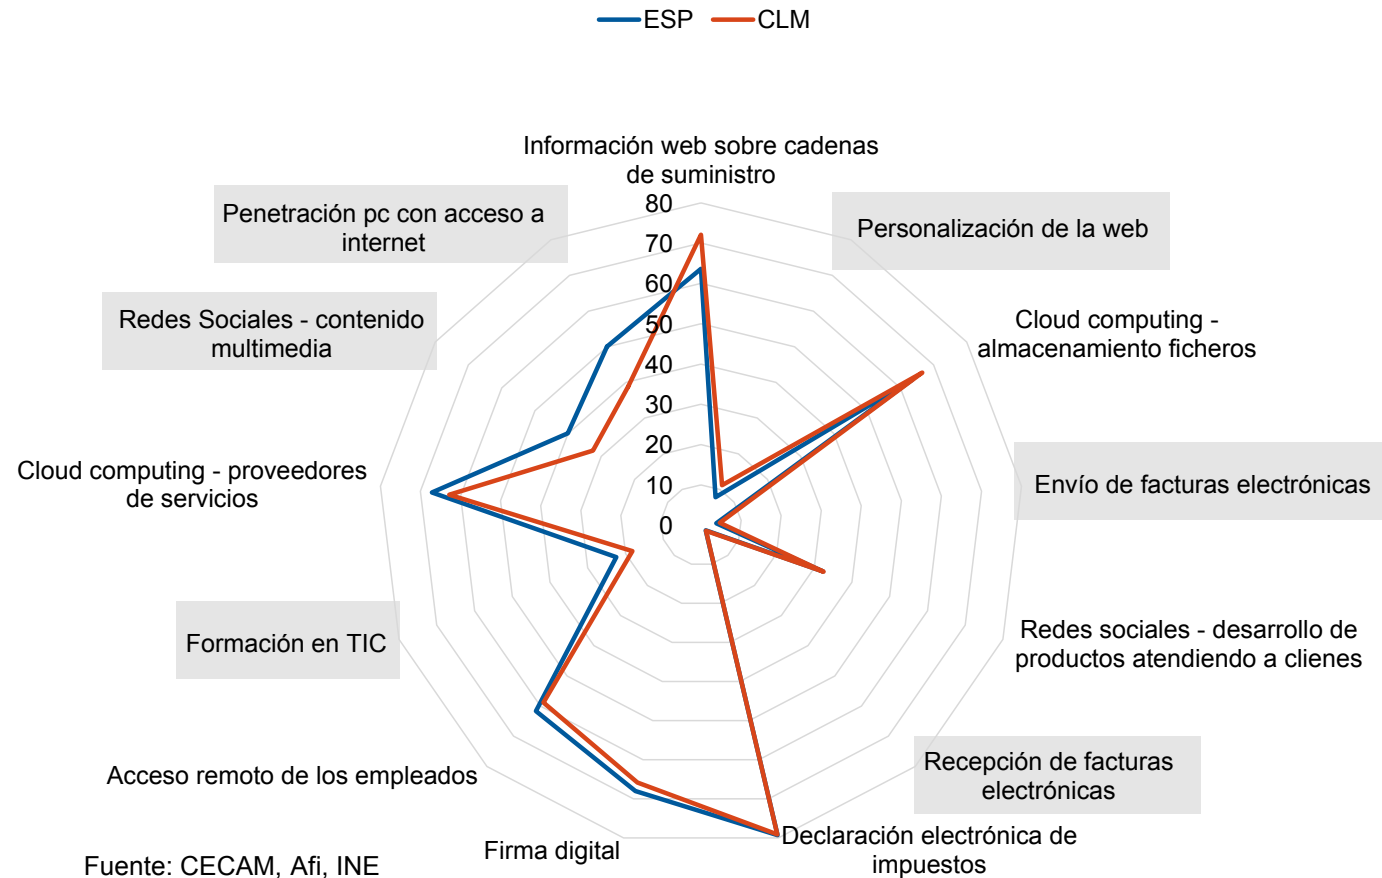 ESP CLM
Información web sobre cadenas
de suministro
Penetración pc con acceso a
internet
Personalización de la web
Redes Sociales - contenido
multimedia
Cloud computing -
almacenamiento ficheros
80
70
60
50
40
30
20
10
0
Cloud computing - proveedores
de servicios
Envío de facturas electrónicas
Formación en TIC
Redes sociales - desarrollo de
productos atendiendo a clienes
Acceso remoto de los empleados
Recepción de facturas
electrónicas
Firma digital
Declaración electrónica de
impuestos
Fuente: CECAM, Afi, INE